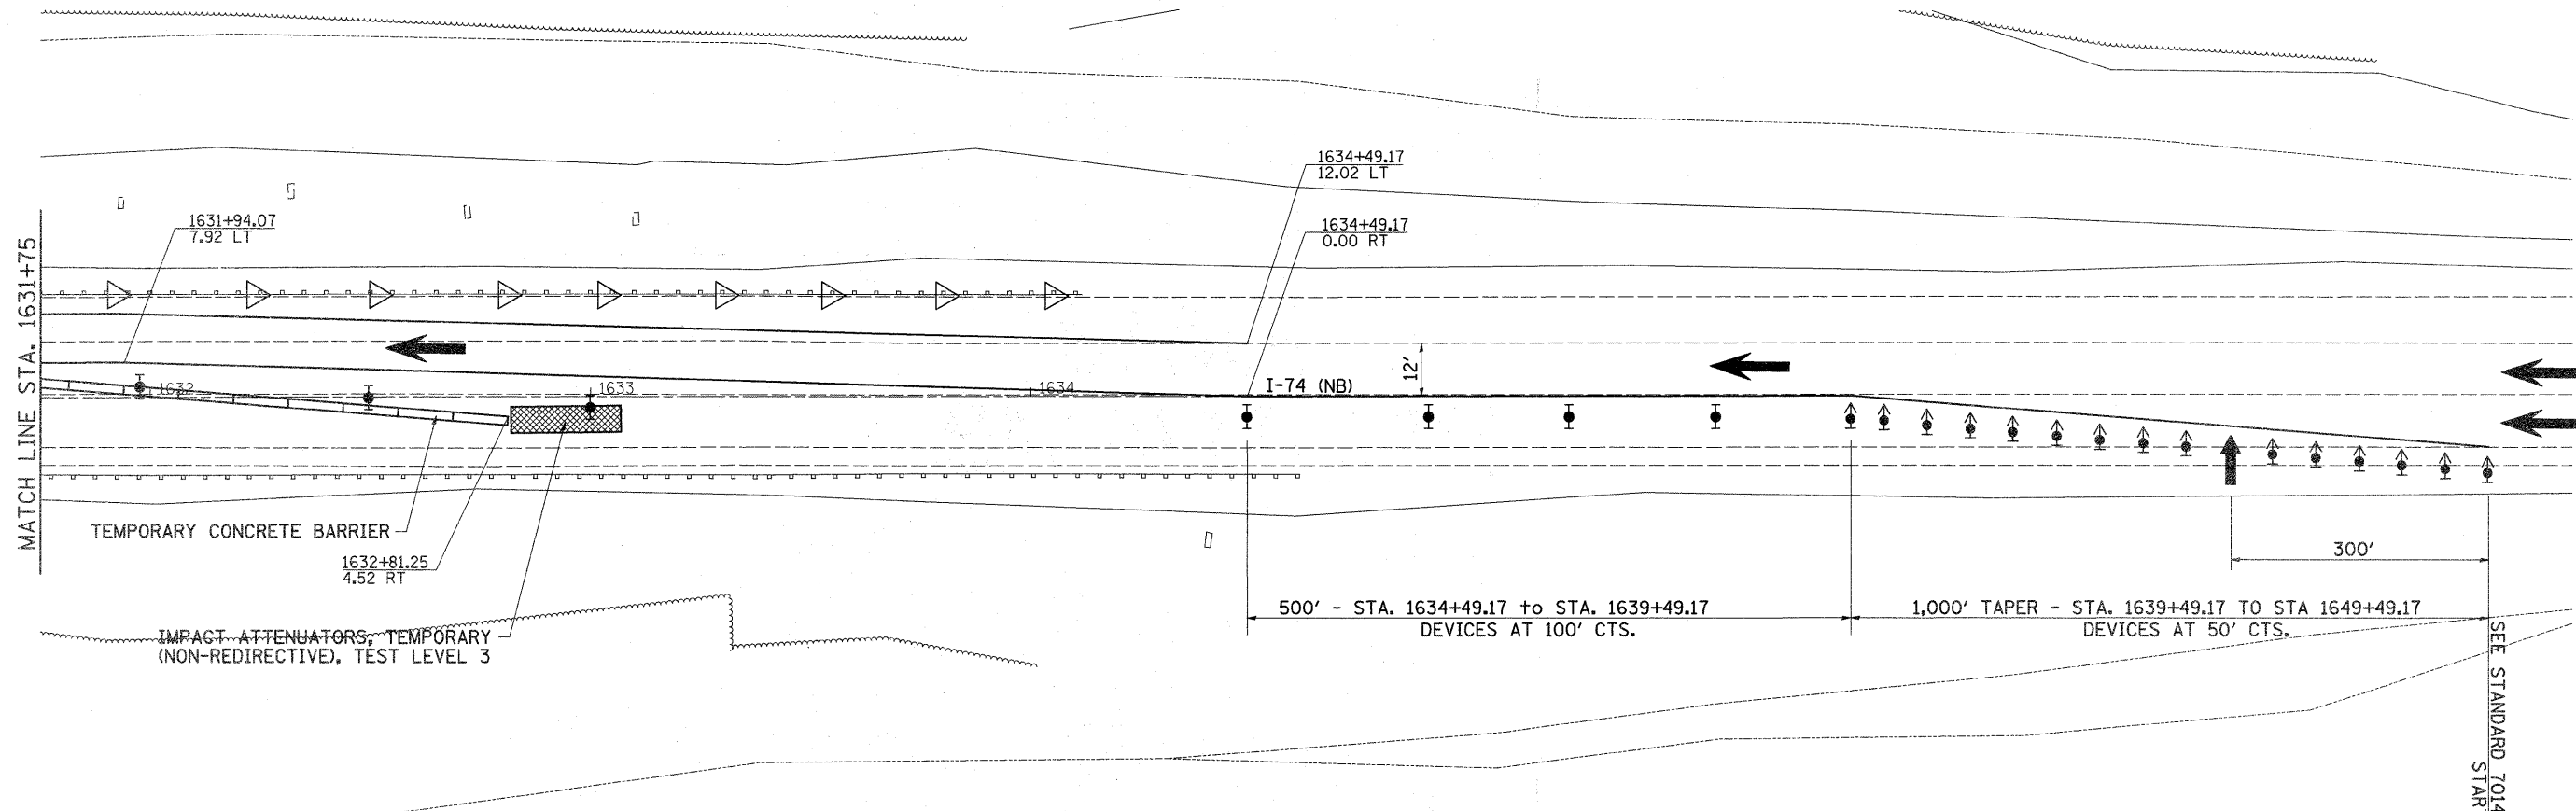 1634+49.17
12.02 LT
1631+94.07
7.92 LT
1634+49.17
0.00 RT
MATCH LINE STA. 1631+75
12'
I-74 (NB)
1632
1633
1634
TEMPORARY CONCRETE BARRIER
1632+81.25
4.52 RT
300'
500' - STA. 1634+49.17 to STA. 1639+49.17
DEVICES AT 100' CTS.
1,000' TAPER - STA. 1639+49.17 TO STA 1649+49.17
DEVICES AT 50' CTS.
IMPACT ATTENUATORS, TEMPORARY
(NON-REDIRECTIVE), TEST LEVEL 3
SEE STANDARD 7014
STAR